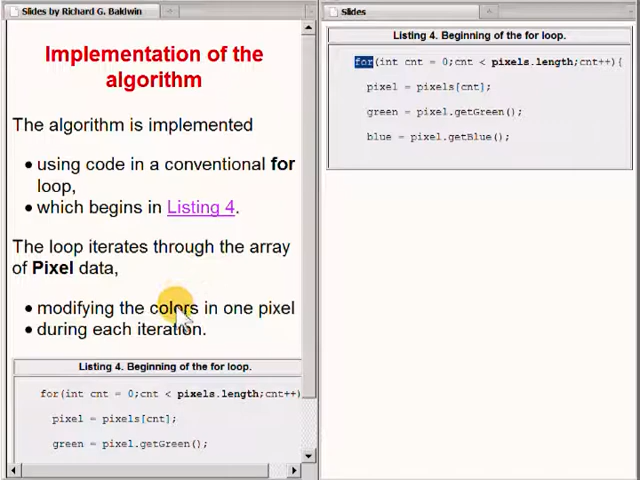 Slides by Richard G. Baldwin
Implementation of the
algorithm
The algorithm is implemented
using code in a conventional for
loop,
which begins in Listing 4.
The loop iterates through the array
of Pixel data,
modifying the colors in one pixel
during each iteration.
Listing 4. Beginning of the for loop.
for(int cnt = 0;cnt < pixels.length;cnt++)
pixel = pixels[cnt];
green = pixel.getGreen();
Slides
Listing 4. Beginning of the for loop.
for(int cnt = 0;cnt < pixels.length;cnt++){
pixel = pixels[cnt];
green = pixel.getGreen();
blue = pixel.getBlue();